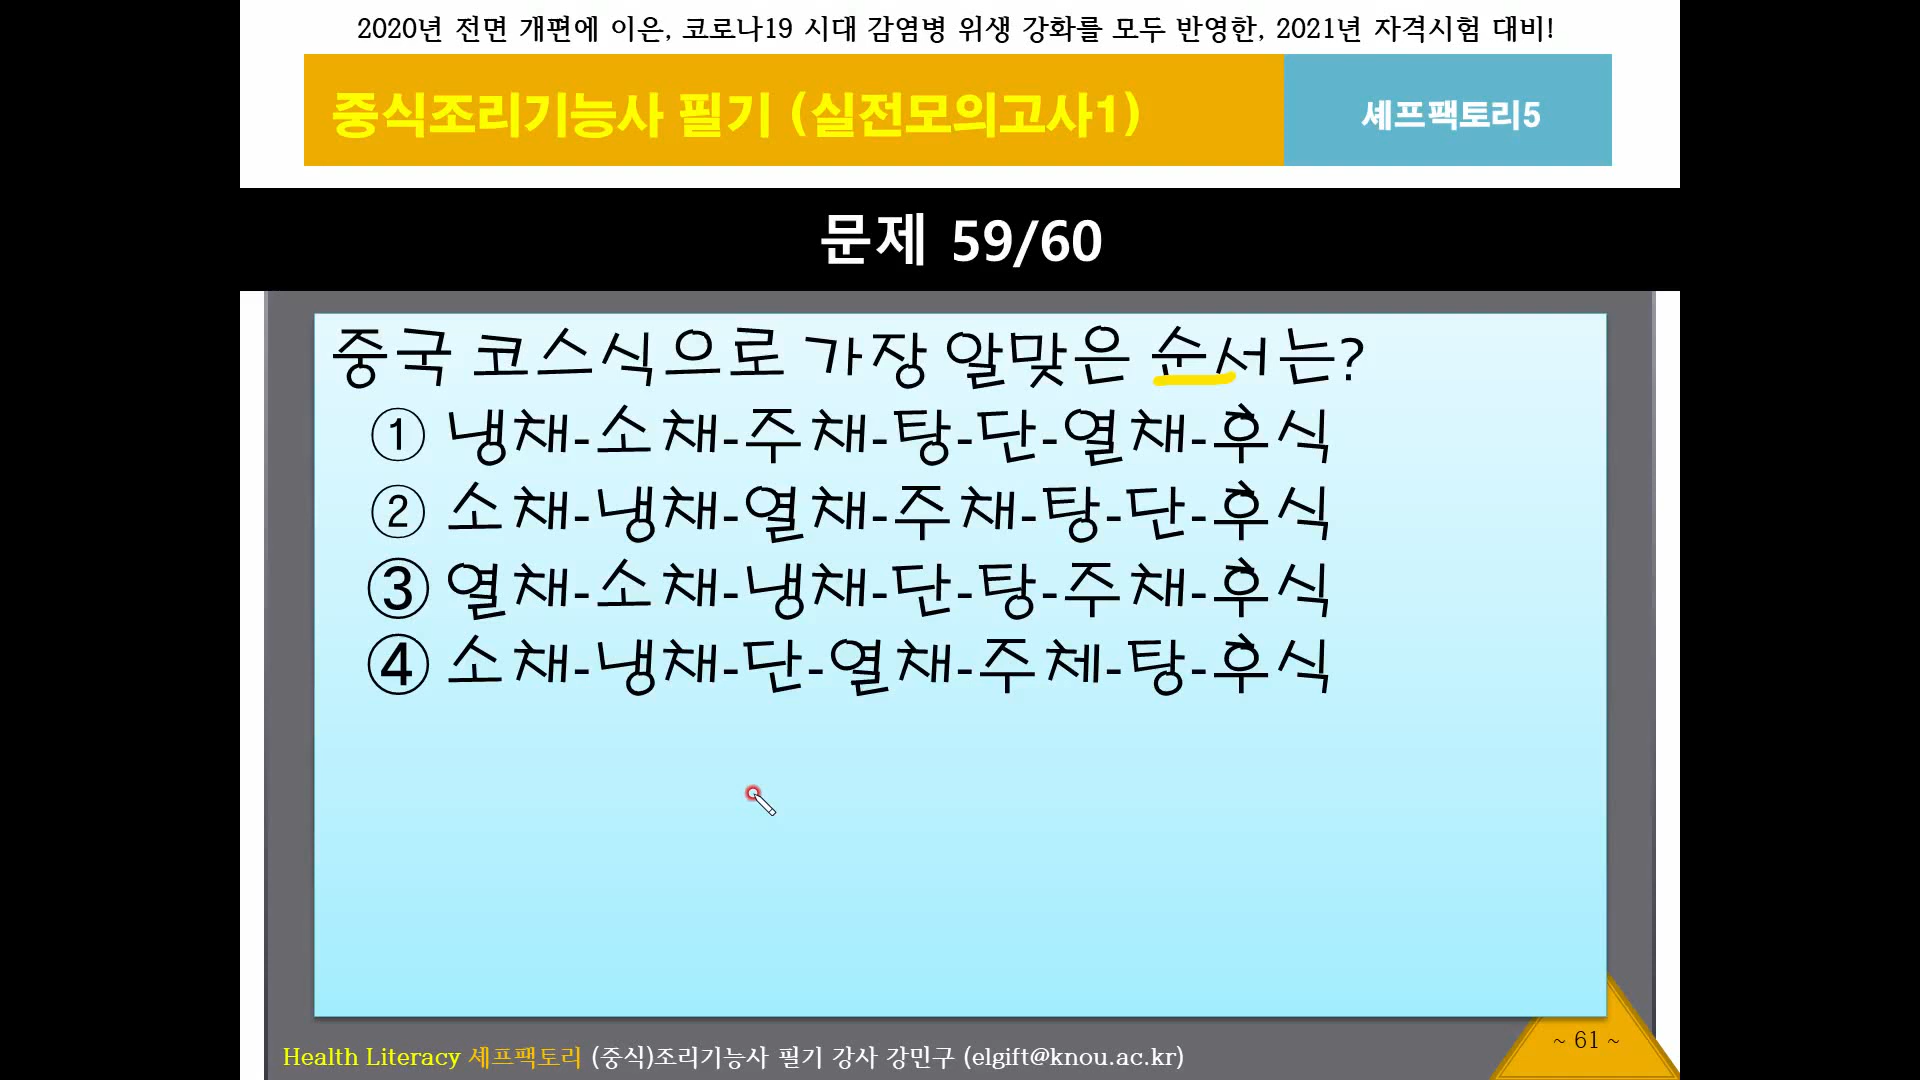 2020년 전면 개편에 이은, 코로나19 시대 감염병 위생 강화를 모두 반영한, 2021년 자격시험 대비!
중식조리기능사 필기 (실전모의고사1)
셰프팩토리5
문제 59/60
중국 코스식으로 가장 알맞은 순서는?
① 냉채-소채-주채-탕-단-열채-후식
② 소채-냉채-열채-주채-탕-단-후식
③ 열채-소채-냉채-단-탕-주채-후식
④ 소채-냉채-단-열채-주체-탕-후식
~ 61 ~
Health Literacy 셰프팩토리 (중식)조리기능사 필기 강사 강민구 (elgift@knou.ac.kr)